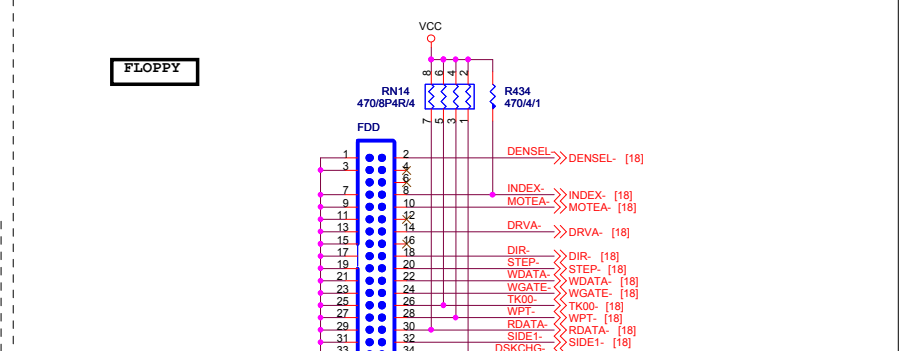 VCC
FLOPPY
8 6 4 2
RN14
470/8P4R/4
R434
470/4/1
7 5 3 1
FDD
1 2 DENSEL- DENSEL- [18]
3 4
6
7 8 INDEX- INDEX- [18]
9 10 MOTEA- MOTEA- [18]
11 12
13 14 DRVA- DRVA- [18]
15 16
17 18 DIR- DIR- [18]
19 20 STEP- STEP- [18]
21 22 WDATA- WDATA- [18]
23 24 WGATE- WGATE- [18]
25 26 TK00- TK00- [18]
27 28 WPT- WPT- [18]
29 30 RDATA- RDATA- [18]
31 32 SIDE1- SIDE1- [18]
33 34 DSKCHG-